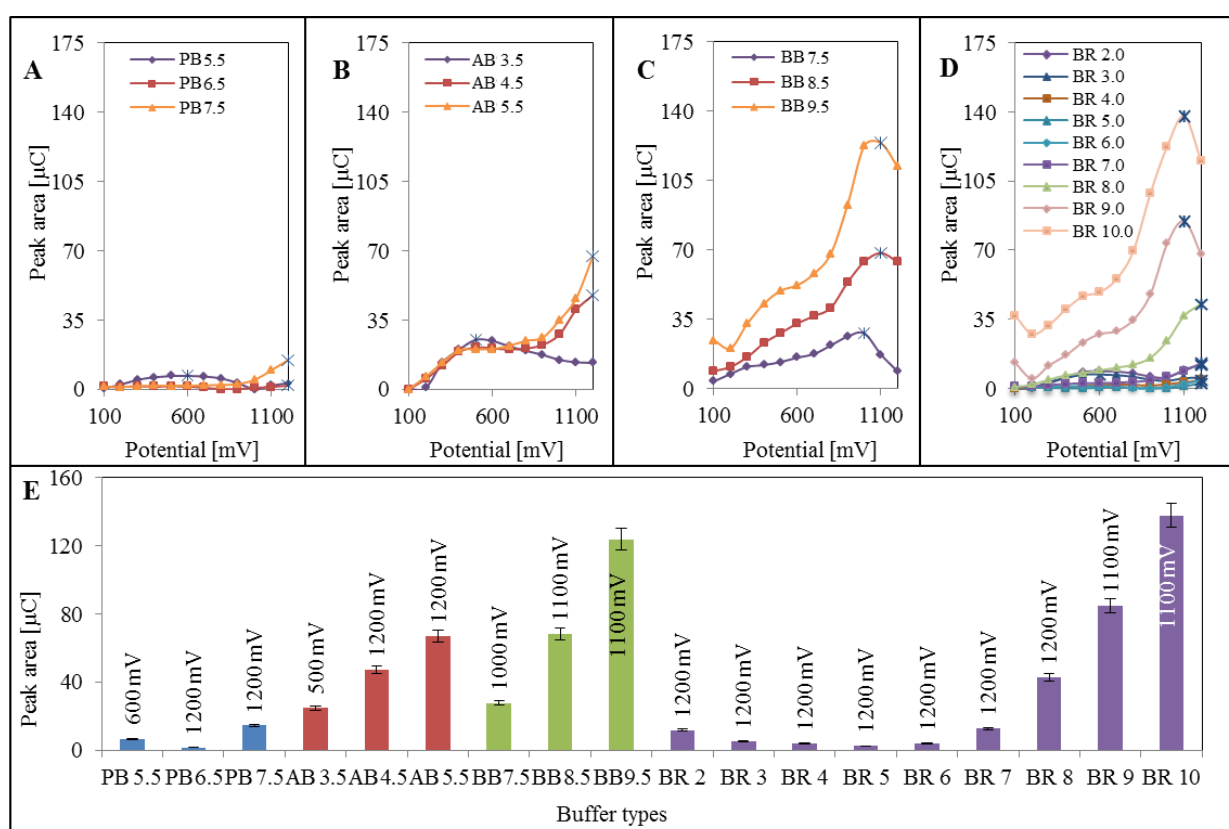 A
175
140
105
70
35
0
100
600
1100
Peak area [µC]
Potential [mV]
PB 5.5
PB 6.5
PB 7.5
B
175
140
105
70
35
0
100
600
1100
Peak area [µC]
Potential [mV]
AB 3.5
AB 4.5
AB 5.5
C
175
140
105
70
35
0
100
600
1100
Peak area [µC]
Potential [mV]
BB 7.5
BB 8.5
BB 9.5
D
175
140
105
70
35
0
100
600
1100
Peak area [µC]
Potential [mV]
BR 2.0
BR 3.0
BR 4.0
BR 5.0
BR 6.0
BR 7.0
BR 8.0
BR 9.0
BR 10.0
E
160
120
80
40
0
Peak area [µC]
600 mV
1200 mV
1200 mV
500 mV
1200 mV
1200 mV
1000 mV
1100 mV
1100 mV
1200 mV
1200 mV
1200 mV
1200 mV
1200 mV
1200 mV
1200 mV
1100 mV
1100 mV
PB 5.5 PB 6.5 PB 7.5 AB 3.5 AB 4.5 AB 5.5 BB 7.5 BB 8.5 BB 9.5 BR 2 BR 3 BR 4 BR 5 BR 6 BR 7 BR 8 BR 9 BR 10
Buffer types